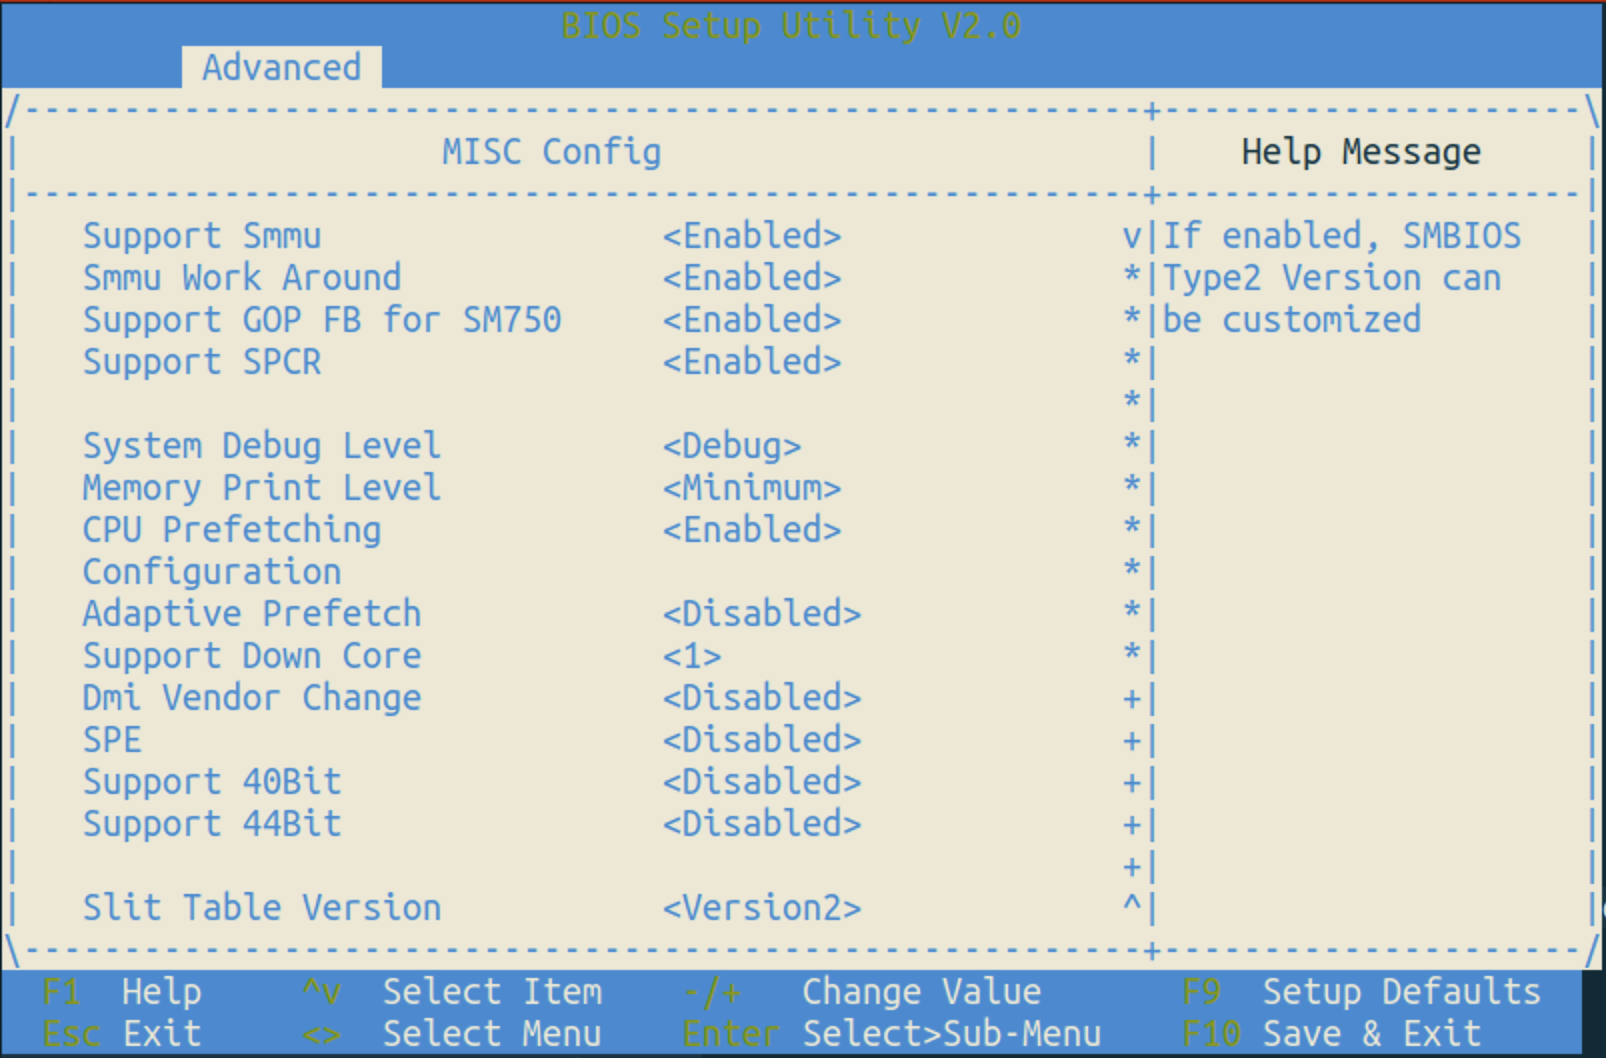 BIOS Setup Utility V2.0
Advanced
/--------------------------------------------------------+---------------------\
| MISC Config | Help Message |
|--------------------------------------------------------+---------------------|
| Support Smmu <Enabled> v|If enabled, SMBIOS |
| Smmu Work Around <Enabled> *|Type2 Version can |
| Support GOP FB for SM750 <Enabled> *|be customized |
| Support SPCR <Enabled> *| |
| *| |
| System Debug Level <Debug> *| |
| Memory Print Level <Minimum> *| |
| CPU Prefetching <Enabled> *| |
| Configuration *| |
| Adaptive Prefetch <Disabled> *| |
| Support Down Core <1> *| |
| Dmi Vendor Change <Disabled> +| |
| SPE <Disabled> +| |
| Support 40Bit <Disabled> +| |
| Support 44Bit <Disabled> +| |
| +| |
| Slit Table Version <Version2> ^| |
\--------------------------------------------------------+---------------------/
F1 Help ^v Select Item -/+ Change Value F9 Setup Defaults
Esc Exit <> Select Menu Enter Select>Sub-Menu F10 Save & Exit